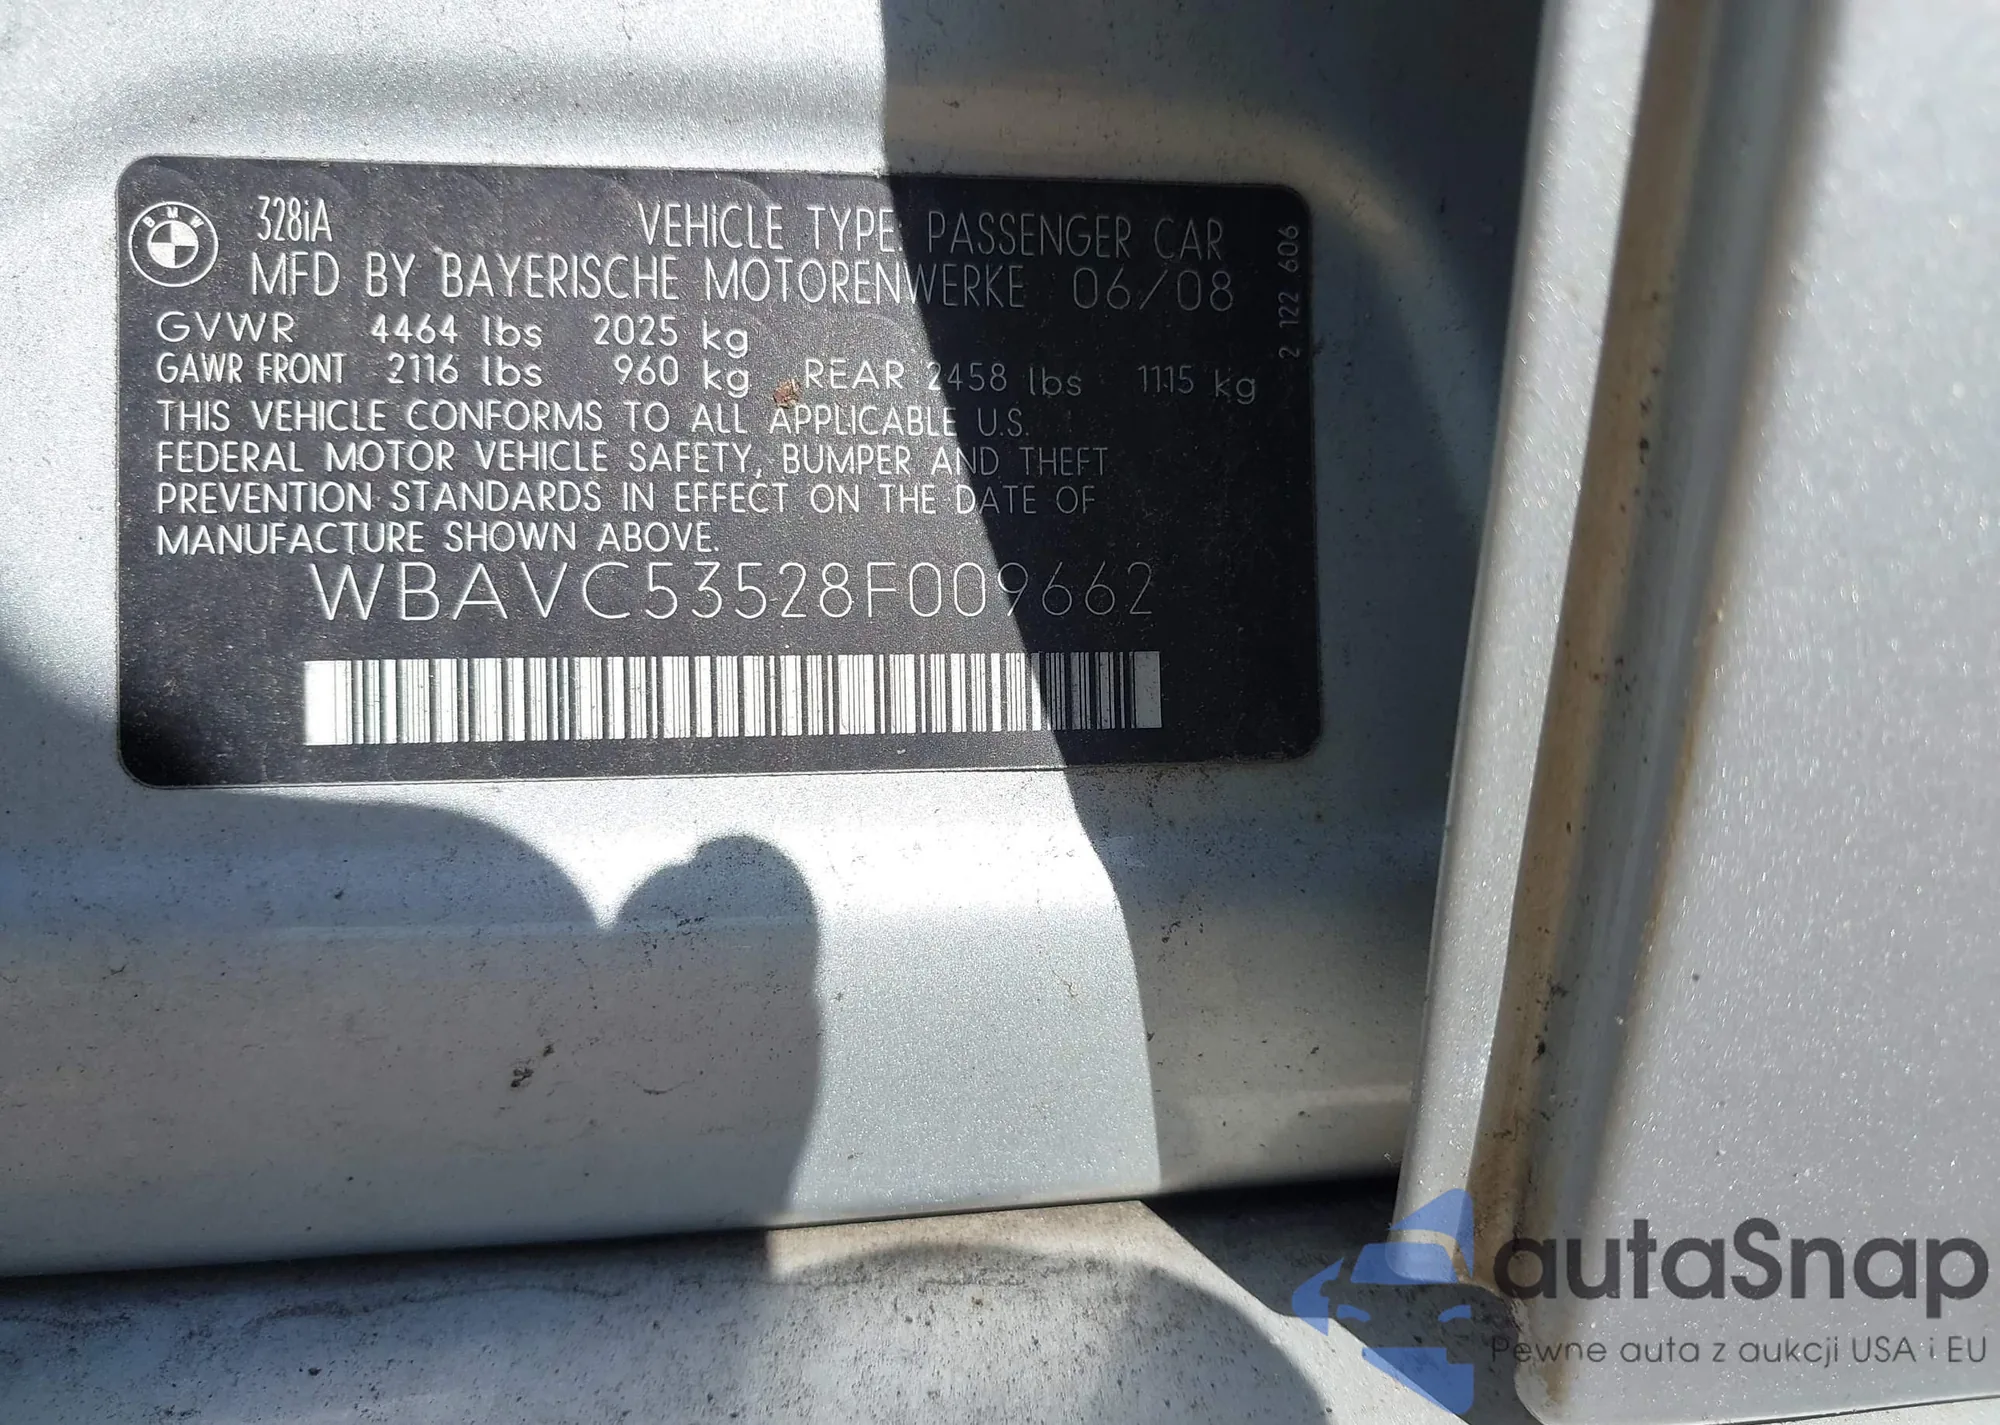 BMW
328iA VEHICLE TYPE: PASSENGER CAR
MFD BY BAYERISCHE MOTORENWERKE 06/08
GVWR 4464 lbs 2025 kg
GAWR FRONT 2116 lbs 960 kg REAR 2458 lbs 1115 kg
THIS VEHICLE CONFORMS TO ALL APPLICABLE U.S.
FEDERAL MOTOR VEHICLE SAFETY, BUMPER AND THEFT
PREVENTION STANDARDS IN EFFECT ON THE DATE OF
MANUFACTURE SHOWN ABOVE.
WBAVC53528F009662
2 122 606
autaSnap
Pewne auta z aukcji USA i EU